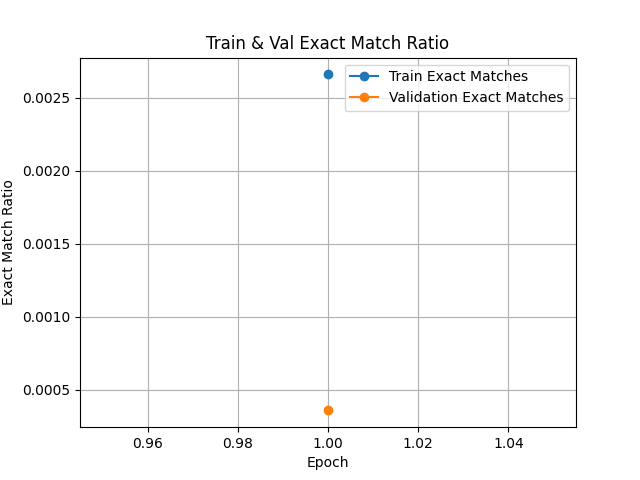 Train & Val Exact Match Ratio
Train Exact Matches
Validation Exact Matches
Exact Match Ratio
0.0025
0.0020
0.0015
0.0010
0.0005
0.96 0.98 1.00 1.02 1.04
Epoch